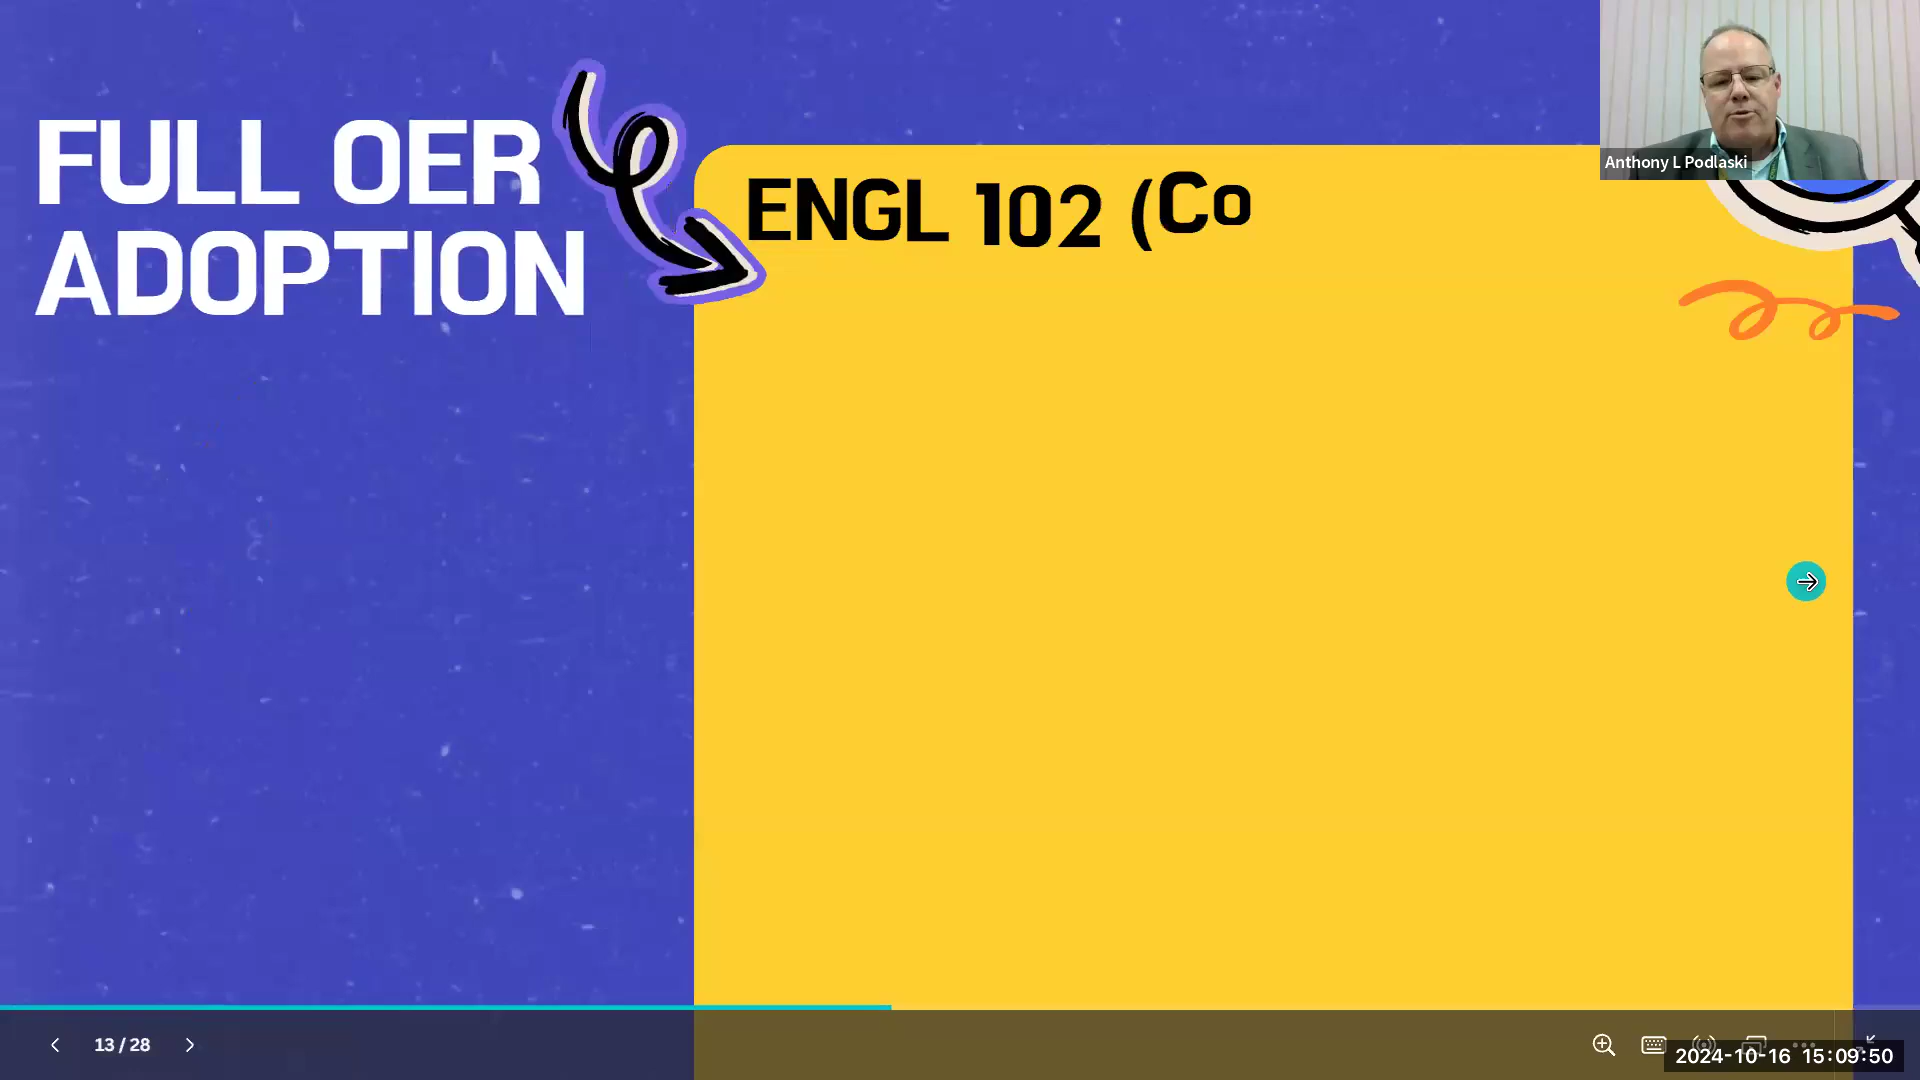 FULL OER
ADOPTION
ENGL 102 (Co
Anthony L Podlaski
13 / 28
2024-10-16 15:09:50